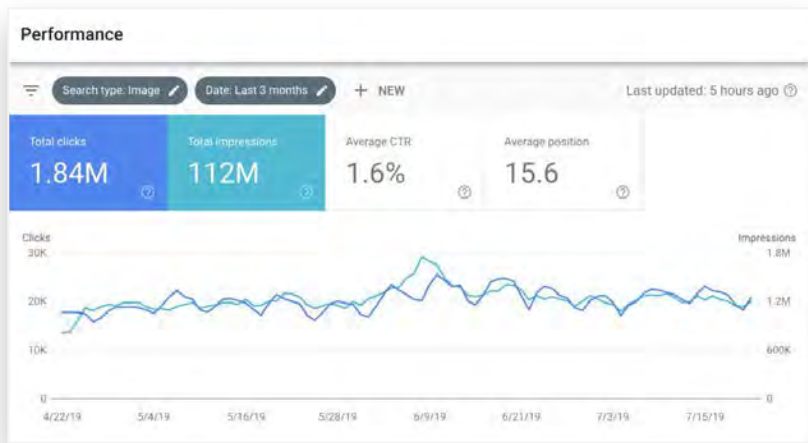 Performance
Search type: Image Date: Last 3 months + NEW Last updated: 5 hours ago
Total clicks Total impressions Average CTR Average position
1.84M 112M 1.6% 15.6
Clicks Impressions
30K 1.8M
20K 1.2M
10K 600K
0 0
4/22/19 5/4/19 5/16/19 5/28/19 6/9/19 6/21/19 7/3/19 7/15/19